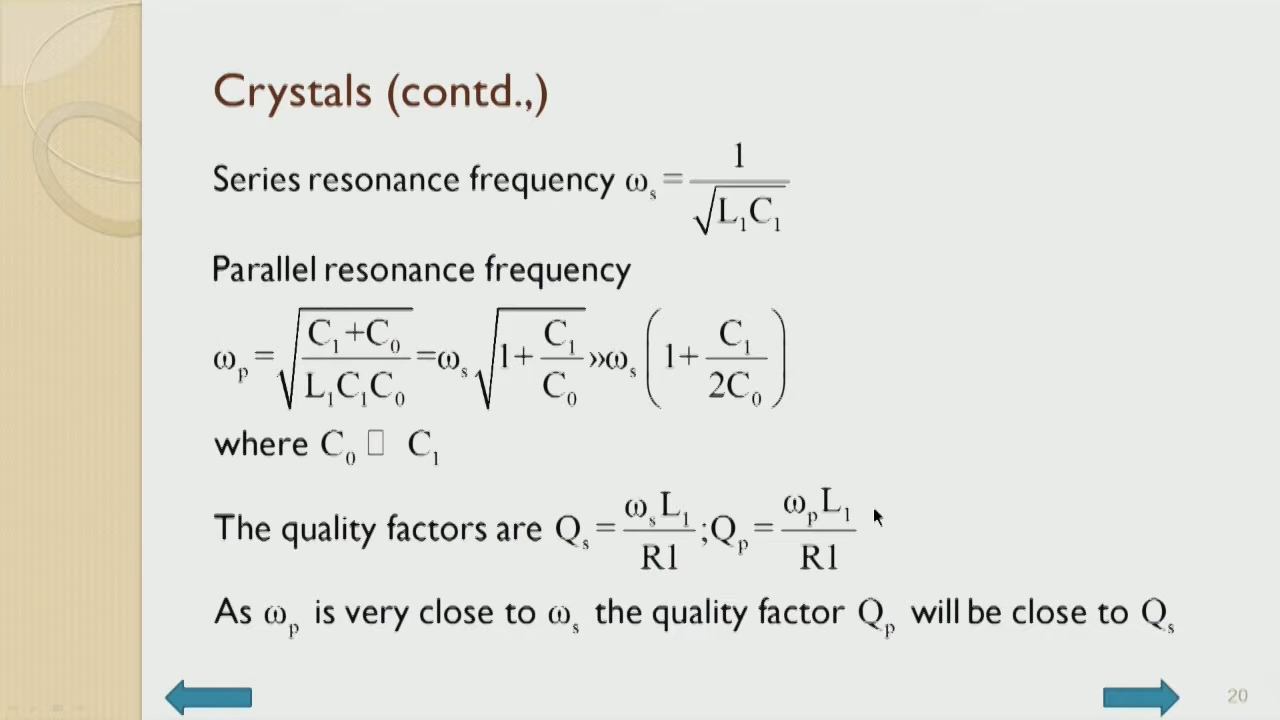 Crystals (contd.,)
Series resonance frequency ωₛ = 1/√(L₁C₁)
Parallel resonance frequency
ωₚ = √((C₁+C₀)/(L₁C₁C₀)) = ωₛ √(1+ C₁/C₀) » ωₛ (1+ C₁/(2C₀))
where C₀ □ C₁
The quality factors are Qₛ = ωₛL₁/R1 ; Qₚ = ωₚL₁/R1
As ωₚ is very close to ωₛ the quality factor Qₚ will be close to Qₛ
20